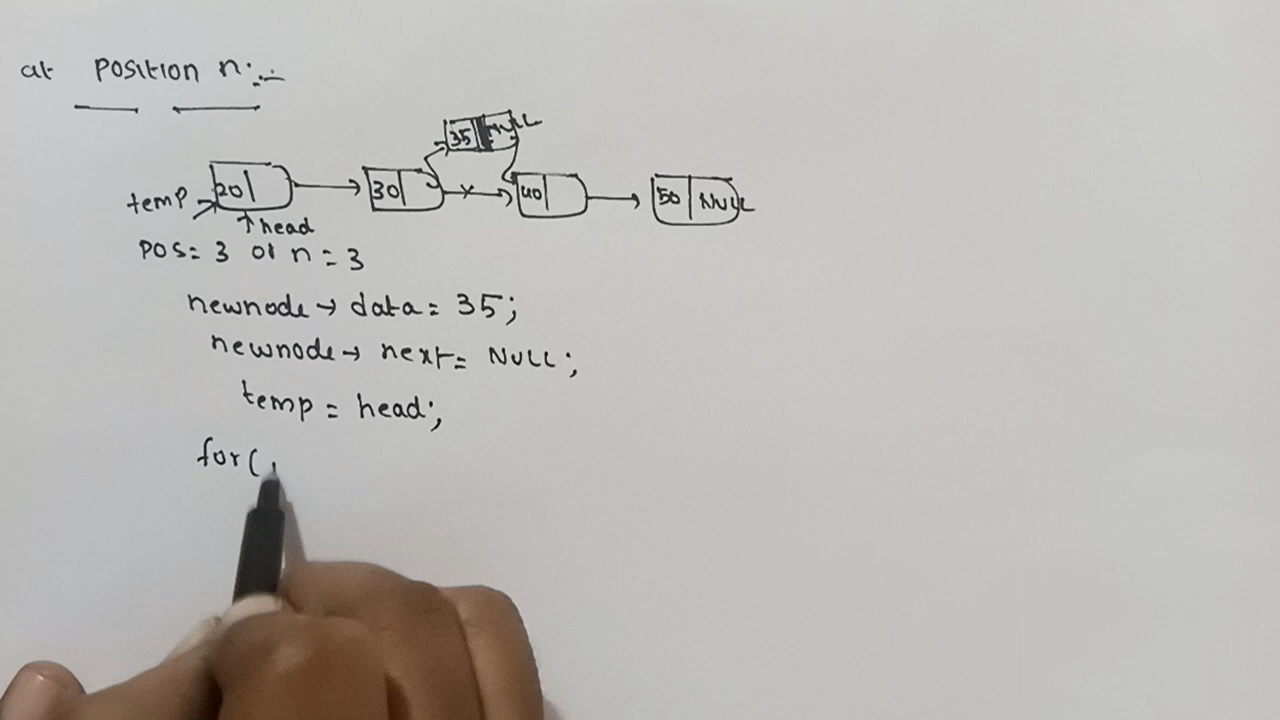 at position n:-
35 NULL
temp 20 30 40 50 NULL
head
pos= 3 or n = 3
newnode → data = 35;
newnode → next = NULL;
temp = head;
for(